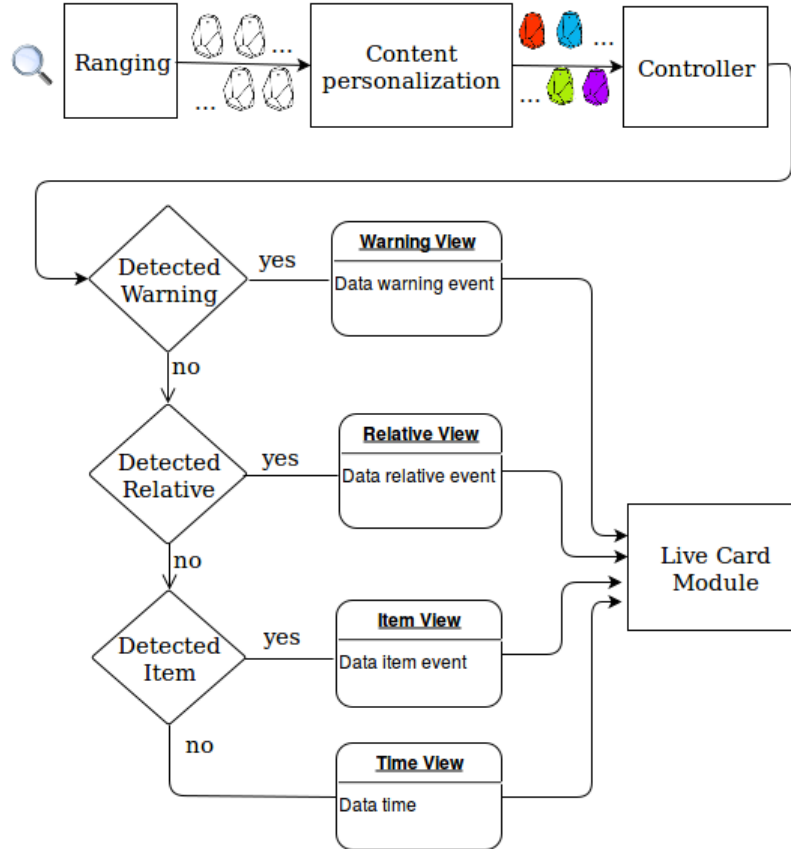 Ranging
...
...
Content
personalization
...
...
Controller
Detected
Warning
yes
Warning View
Data warning event
no
Detected
Relative
yes
Relative View
Data relative event
no
Live Card
Module
Detected
Item
yes
Item View
Data item event
no
Time View
Data time